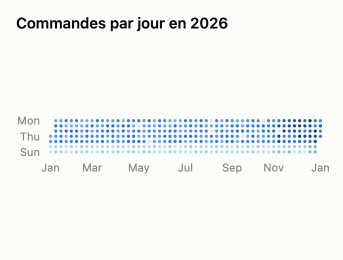 Commandes par jour en 2026
Mon
Thu
Sun
Jan Mar May Jul Sep Nov Jan